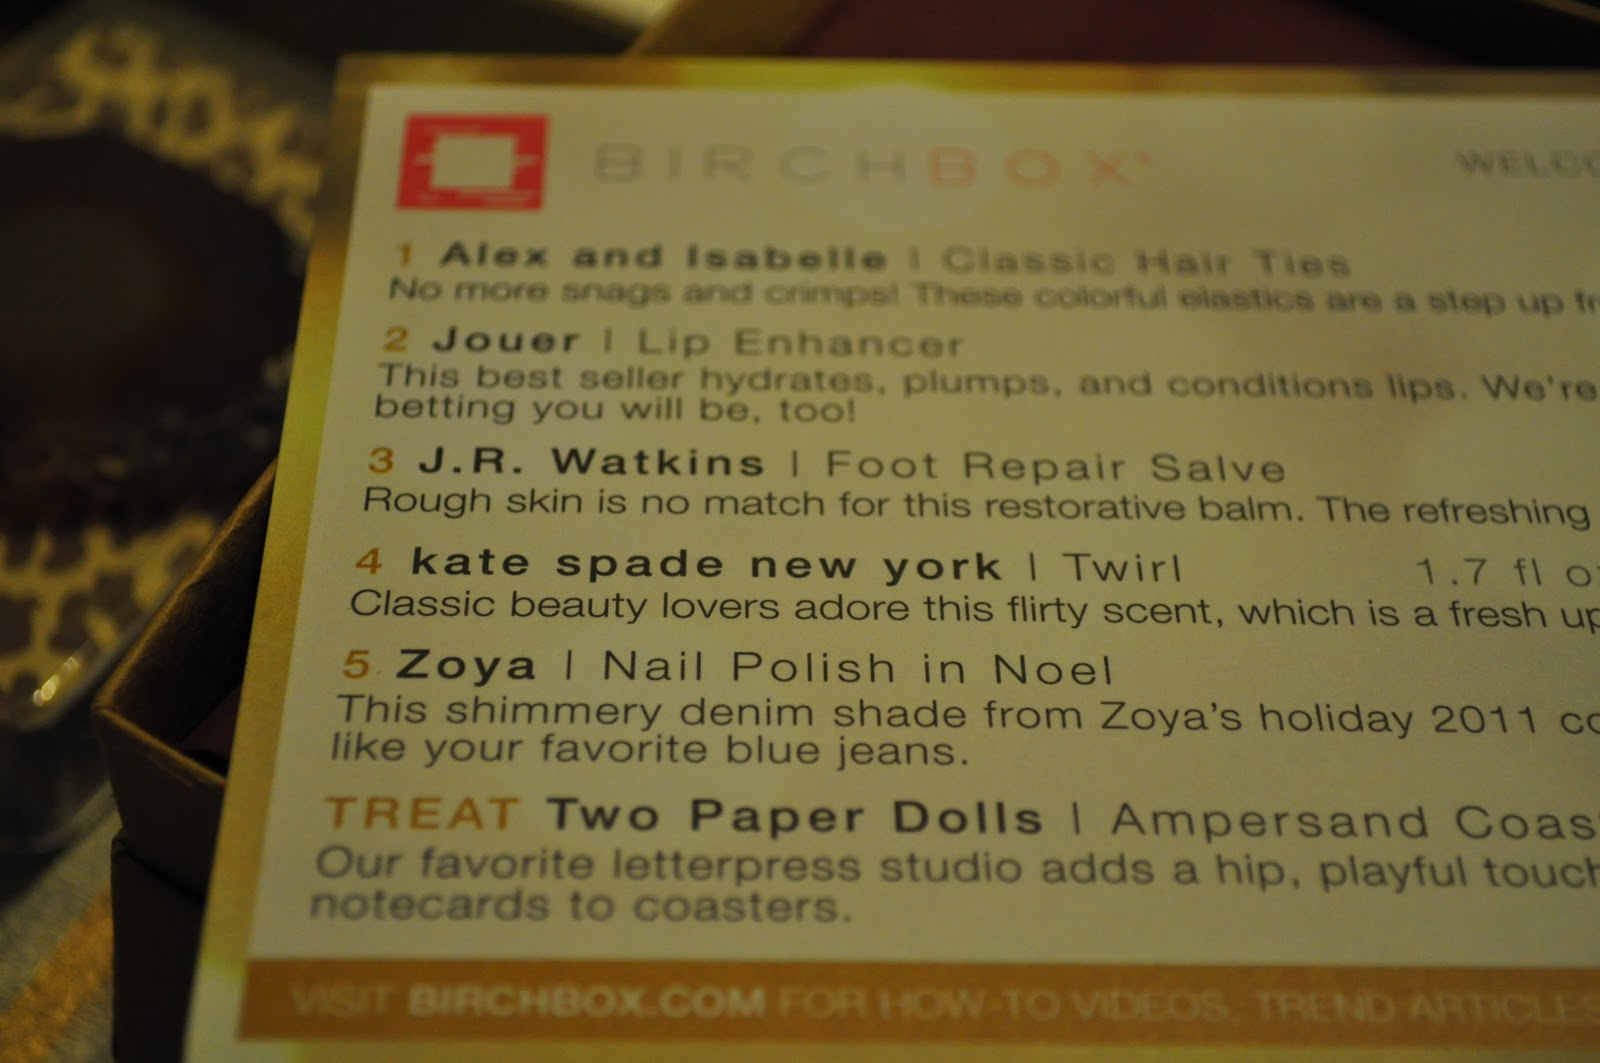 BIRCHBOX
1 Alex and Isabelle | Classic Hair Ties
No more snags and crimps! These colorful elastics are a step up
2 Jouer | Lip Enhancer
This best seller hydrates, plumps, and conditions lips. We're
betting you will be, too!
3 J.R. Watkins | Foot Repair Salve
Rough skin is no match for this restorative balm. The refreshing
4 kate spade new york | Twirl 1.7 fl
Classic beauty lovers adore this flirty scent, which is a fresh
5 Zoya | Nail Polish in Noel
This shimmery denim shade from Zoya's holiday 2011
like your favorite blue jeans.
TREAT Two Paper Dolls | Ampersand
Our favorite letterpress studio adds a hip, playful touch
notecards to coasters.
VISIT BIRCHBOX.COM FOR HOW-TO VIDEOS, TREND ARTICLES